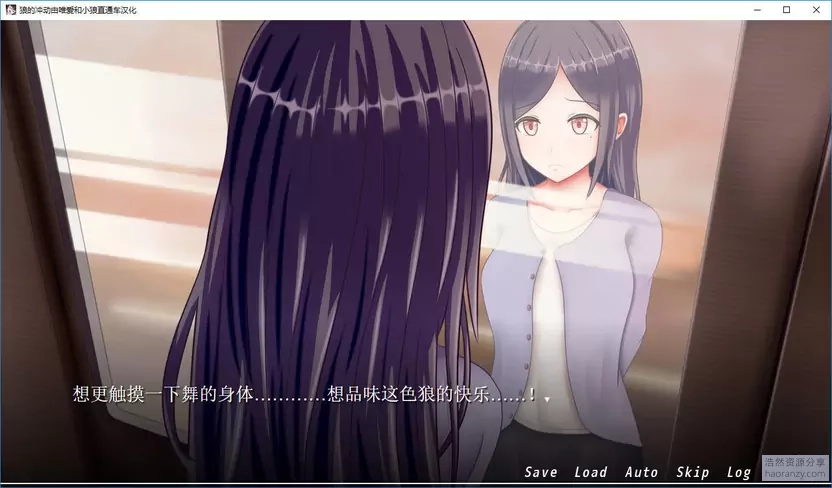 狼的冲动由唯爱和小狼直通车汉化
想更触摸一下舞的身体…………想品味这色狼的快乐……！♥
Save Load Auto Skip Log
浩然资源分享
haoranzy.com